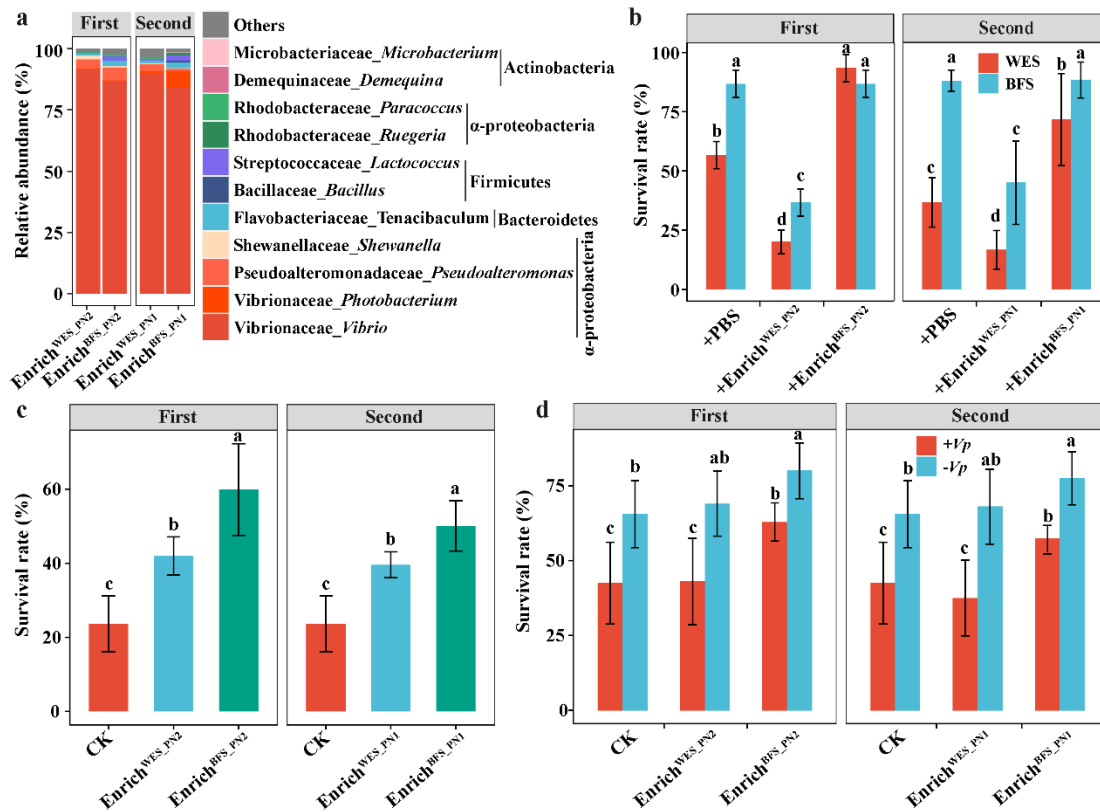 a
First
Second
Relative abundance (%)
100
75
50
25
0
Enrich^WES_PN2
Enrich^BFS_PN2
Enrich^WES_PN1
Enrich^BFS_PN1
Others
Microbacteriaceae_Microbacterium
Demequinaceae_Demequina
Actinobacteria
Rhodobacteraceae_Paracoccus
Rhodobacteraceae_Ruegeria
α-proteobacteria
Streptococcaceae_Lactococcus
Bacillaceae_Bacillus
Firmicutes
Flavobacteriaceae_Tenacibaculum
Bacteroidetes
Shewanellaceae_Shewanella
Pseudoalteromonadaceae_Pseudoalteromonas
Vibrionaceae_Photobacterium
Vibrionaceae_Vibrio
α-proteobacteria
b
First
Second
Survival rate (%)
100
75
50
25
0
b
a
d
c
a
a
c
a
d
c
b
a
WES
BFS
+PBS
+Enrich^WES_PN2
+Enrich^BFS_PN2
+PBS
+Enrich^WES_PN1
+Enrich^BFS_PN1
c
First
Second
Survival rate (%)
60
40
20
0
c
b
a
c
b
a
CK
Enrich^WES_PN2
Enrich^BFS_PN2
CK
Enrich^WES_PN1
Enrich^BFS_PN1
d
First
Second
Survival rate (%)
75
50
25
0
c
b
c
ab
b
a
c
b
c
ab
b
a
+Vp
-Vp
CK
Enrich^WES_PN2
Enrich^BFS_PN2
CK
Enrich^WES_PN1
Enrich^BFS_PN1